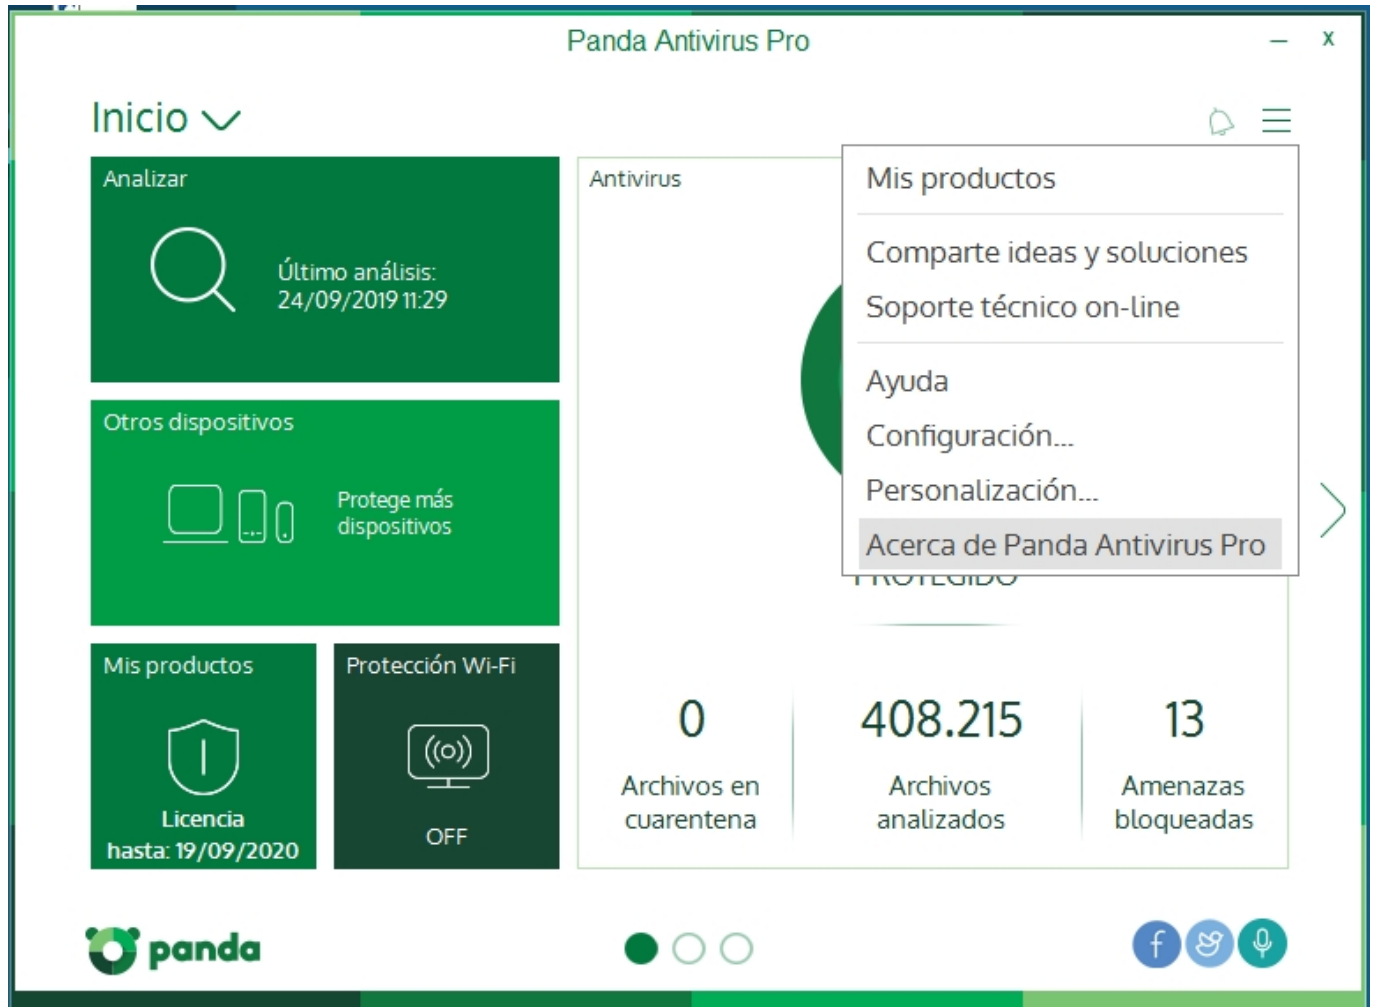 Panda Antivirus Pro
Inicio
Analizar
Último análisis:
24/09/2019 11:29
Otros dispositivos
Protege más
dispositivos
Mis productos
Licencia
hasta: 19/09/2020
Protección Wi-Fi
OFF
Antivirus
Mis productos
Comparte ideas y soluciones
Soporte técnico on-line
Ayuda
Configuración...
Personalización...
Acerca de Panda Antivirus Pro
PROTEGIDO
0
Archivos en
cuarentena
408.215
Archivos
analizados
13
Amenazas
bloqueadas
panda